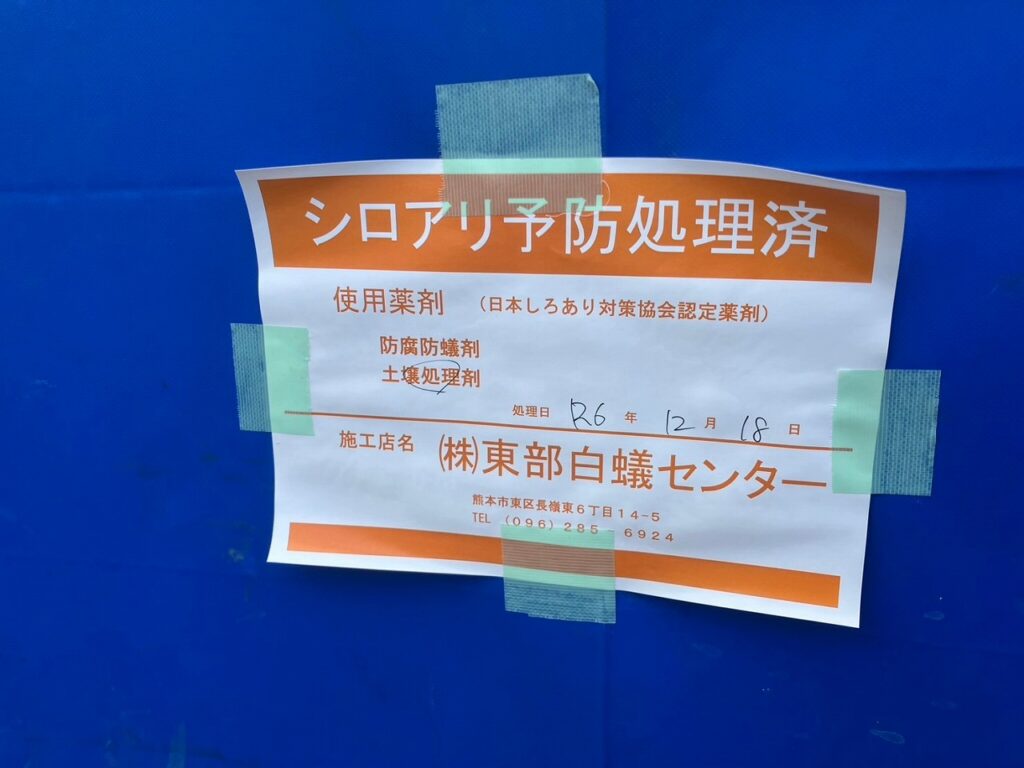 シロアリ予防処理済
使用薬剤 （日本しろあり対策協会認定薬剤）
防腐防蟻剤
土壌処理剤
処理日 R6 年 12 月 18 日
施工店名 ㈱東部白蟻センター
熊本市東区長嶺東6丁目14-5
TEL （096）285-6924